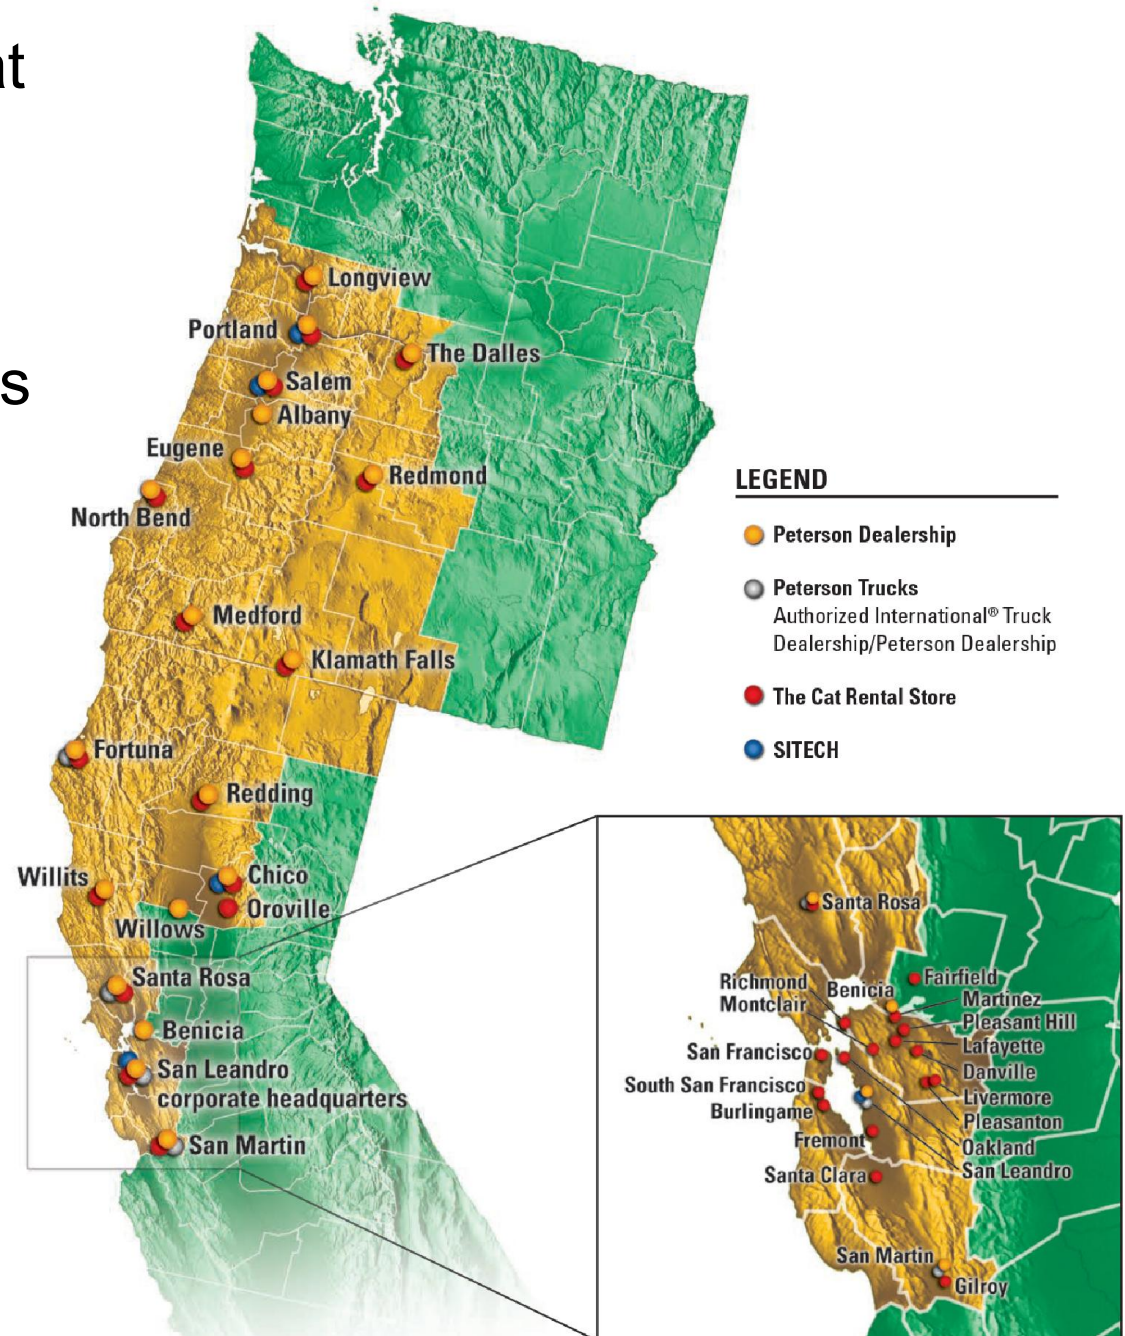 at
s
Longview
Portland
The Dalles
Salem
Albany
Eugene
Redmond
North Bend
Medford
Klamath Falls
Fortuna
Redding
Willits
Chico
Oroville
Willows
Santa Rosa
Benicia
San Leandro
corporate headquarters
San Martin
LEGEND
Peterson Dealership
Peterson Trucks
Authorized International® Truck
Dealership/Peterson Dealership
The Cat Rental Store
SITECH
Santa Rosa
Richmond
Montclair
Benicia
Fairfield
Martinez
Pleasant Hill
Lafayette
San Francisco
Danville
South San Francisco
Livermore
Burlingame
Pleasanton
Fremont
Oakland
San Leandro
Santa Clara
San Martin
Gilroy